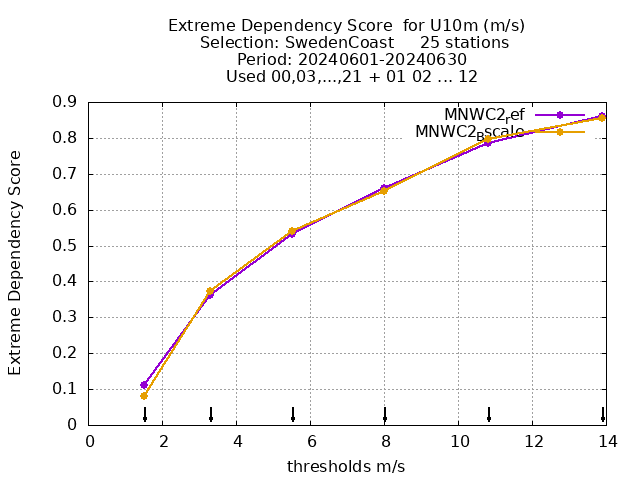 Extreme Dependency Score  for U10m (m/s)
Selection: SwedenCoast     25 stations
Period: 20240601-20240630
Used 00,03,...,21 + 01 02 ... 12
MNWC2ref
MNWC2Bscale
Extreme Dependency Score
0.9
0.8
0.7
0.6
0.5
0.4
0.3
0.2
0.1
0
0 2 4 6 8 10 12 14
thresholds m/s